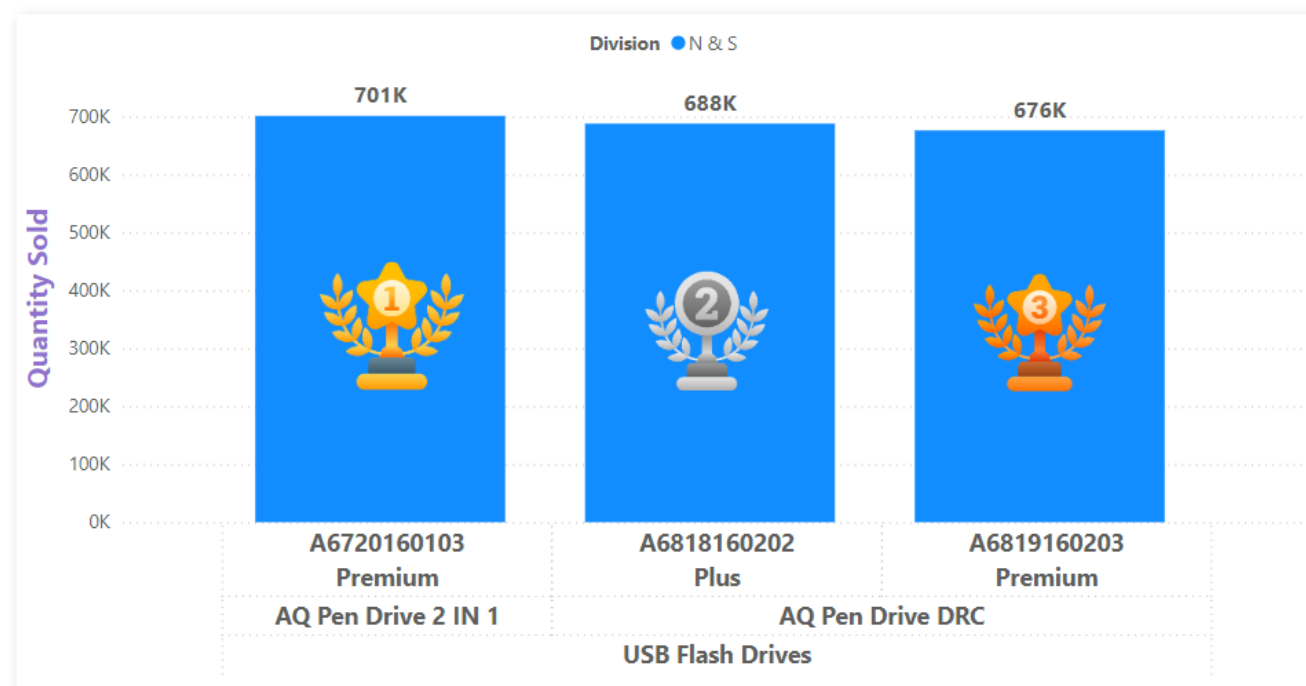 Division N & S
701K
688K
676K
700K
600K
500K
400K
300K
200K
100K
0K
Quantity Sold
1
2
3
A6720160103 A6818160202 A6819160203
Premium Plus Premium
AQ Pen Drive 2 IN 1 AQ Pen Drive DRC
USB Flash Drives